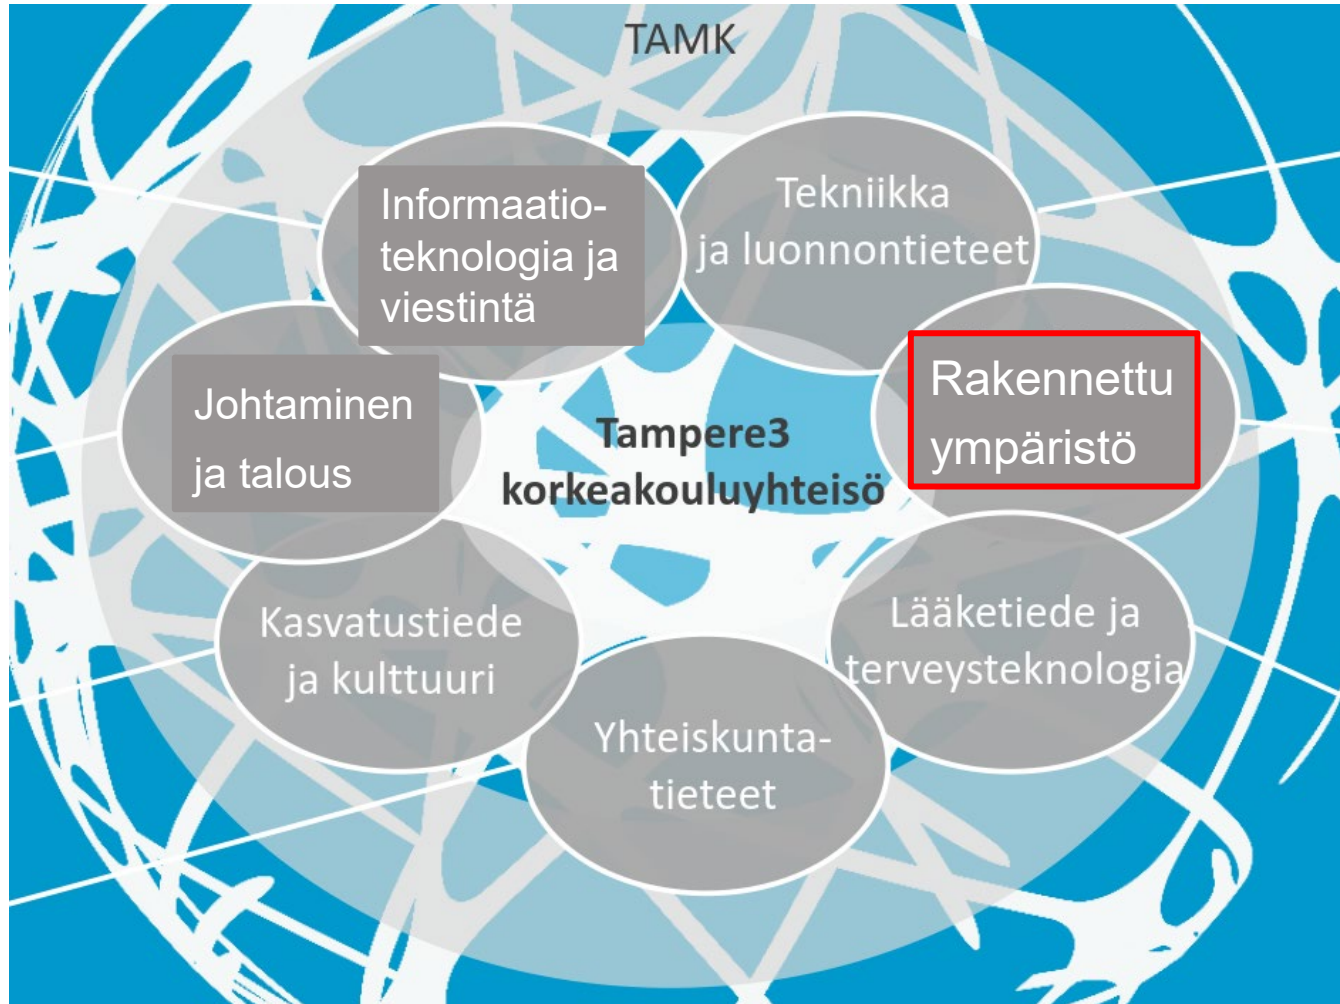 TAMK
Informaatio-
teknologia ja
viestintä
Tekniikka
ja luonnontieteet
Johtaminen
ja talous
Rakennettu
ympäristö
Tampere3
korkeakouluyhteisö
Kasvatustiede
ja kulttuuri
Lääketiede ja
terveysteknologia
Yhteiskunta-
tieteet